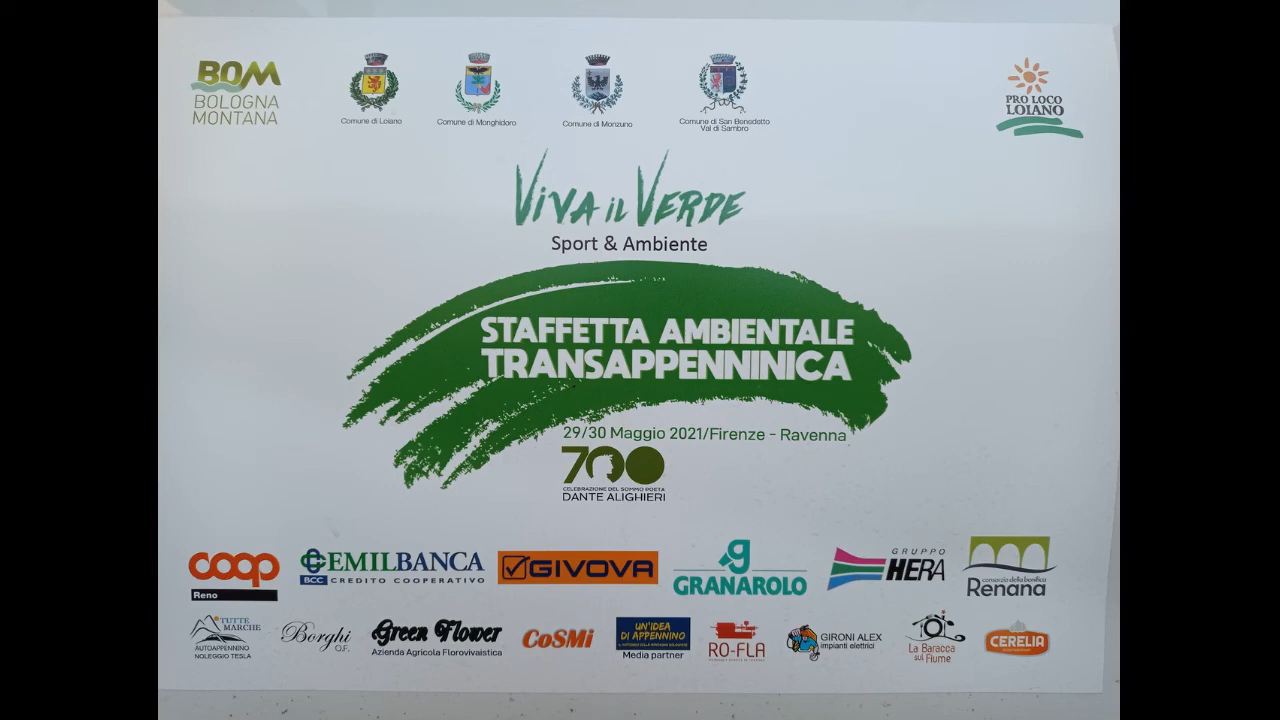 BOM
BOLOGNA
MONTANA
Comune di Loiano
Comune di Monghidoro
Comune di Monzuno
Comune di San Benedetto
Val di Sambro
PRO LOCO
LOIANO
VIVA IL VERDE
Sport & Ambiente
STAFFETTA AMBIENTALE
TRANSAPPENNINICA
29/30 Maggio 2021/Firenze - Ravenna
700
CELEBRAZIONE DEL SOMMO POETA
DANTE ALIGHIERI
coop
Reno
EMILBANCA
BCC CREDITO COOPERATIVO
GIVOVA
GRANAROLO
GRUPPO
HERA
consorzio della bonifica
Renana
TUTTE
MARCHE
AUTOAPPENNINO
NOLEGGIO TESLA
Borghi
O.F.
Green Flower
Azienda Agricola Florovivaistica
CoSMi
UN'IDEA
DI APPENNINO
Media partner
RO-FLA
GIRONI ALEX
impianti elettrici
La Baracca
sul Fiume
CERELIA